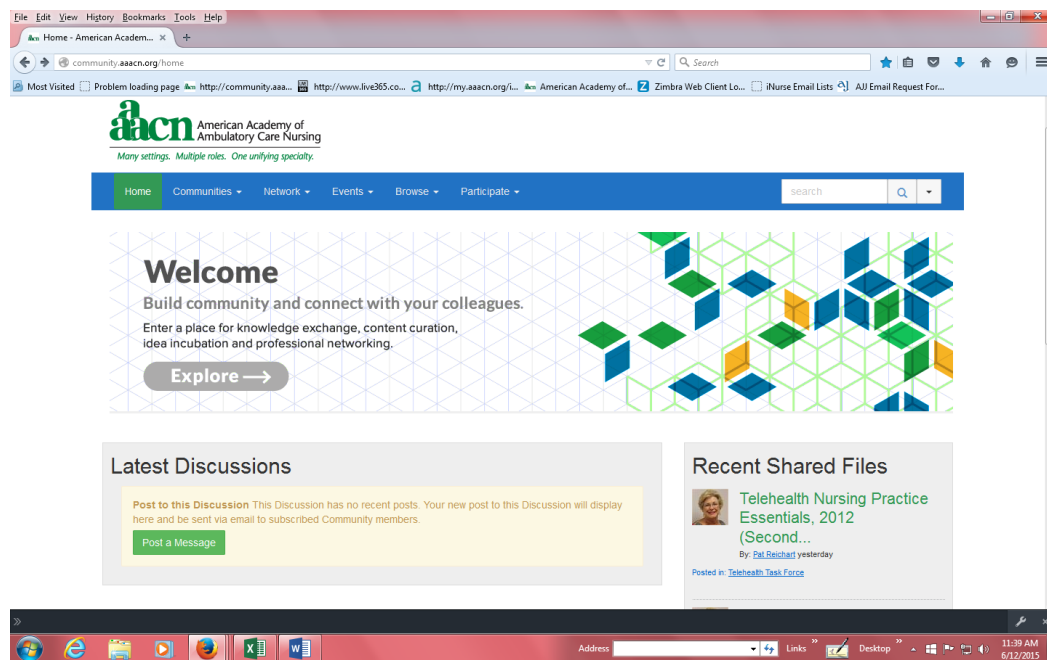 File Edit View History Bookmarks Tools Help
Home - American Academ... × +
community.aaacn.org/home
Search
Most Visited Problem loading page http://community.aaa... http://www.live365.co... http://my.aaacn.org/i... American Academy of... Zimbra Web Client Lo... iNurse Email Lists AJJ Email Request For...
aaacn American Academy of
Ambulatory Care Nursing
Many settings. Multiple roles. One unifying specialty.
Home Communities Network Events Browse Participate search
Welcome
Build community and connect with your colleagues.
Enter a place for knowledge exchange, content curation,
idea incubation and professional networking.
Explore
Latest Discussions
Post to this Discussion This Discussion has no recent posts. Your new post to this Discussion will display
here and be sent via email to subscribed Community members.
Post a Message
Recent Shared Files
Telehealth Nursing Practice
Essentials, 2012
(Second...
By: Pat Reichart yesterday
Posted in: Telehealth Task Force
Address Links Desktop 11:39 AM
6/12/2015